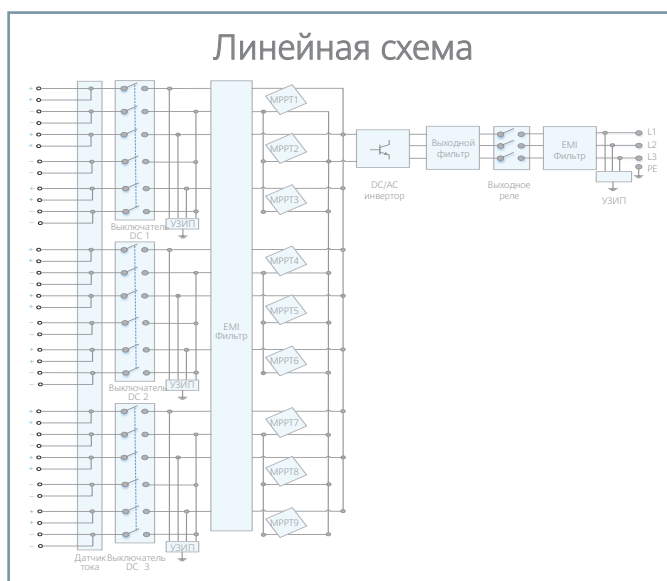 Линейная схема
MPPT1
MPPT2
MPPT3
УЗИП
Выключатель
DC 1
MPPT4
MPPT5
MPPT6
УЗИП
Выключатель
DC 2
EMI
Фильтр
MPPT7
MPPT8
MPPT9
УЗИП
Датчик
тока
Выключатель
DC 3
DC/AC
инвертор
Выходной
фильтр
Выходное
реле
EMI
Фильтр
L1
L2
L3
PE
УЗИП